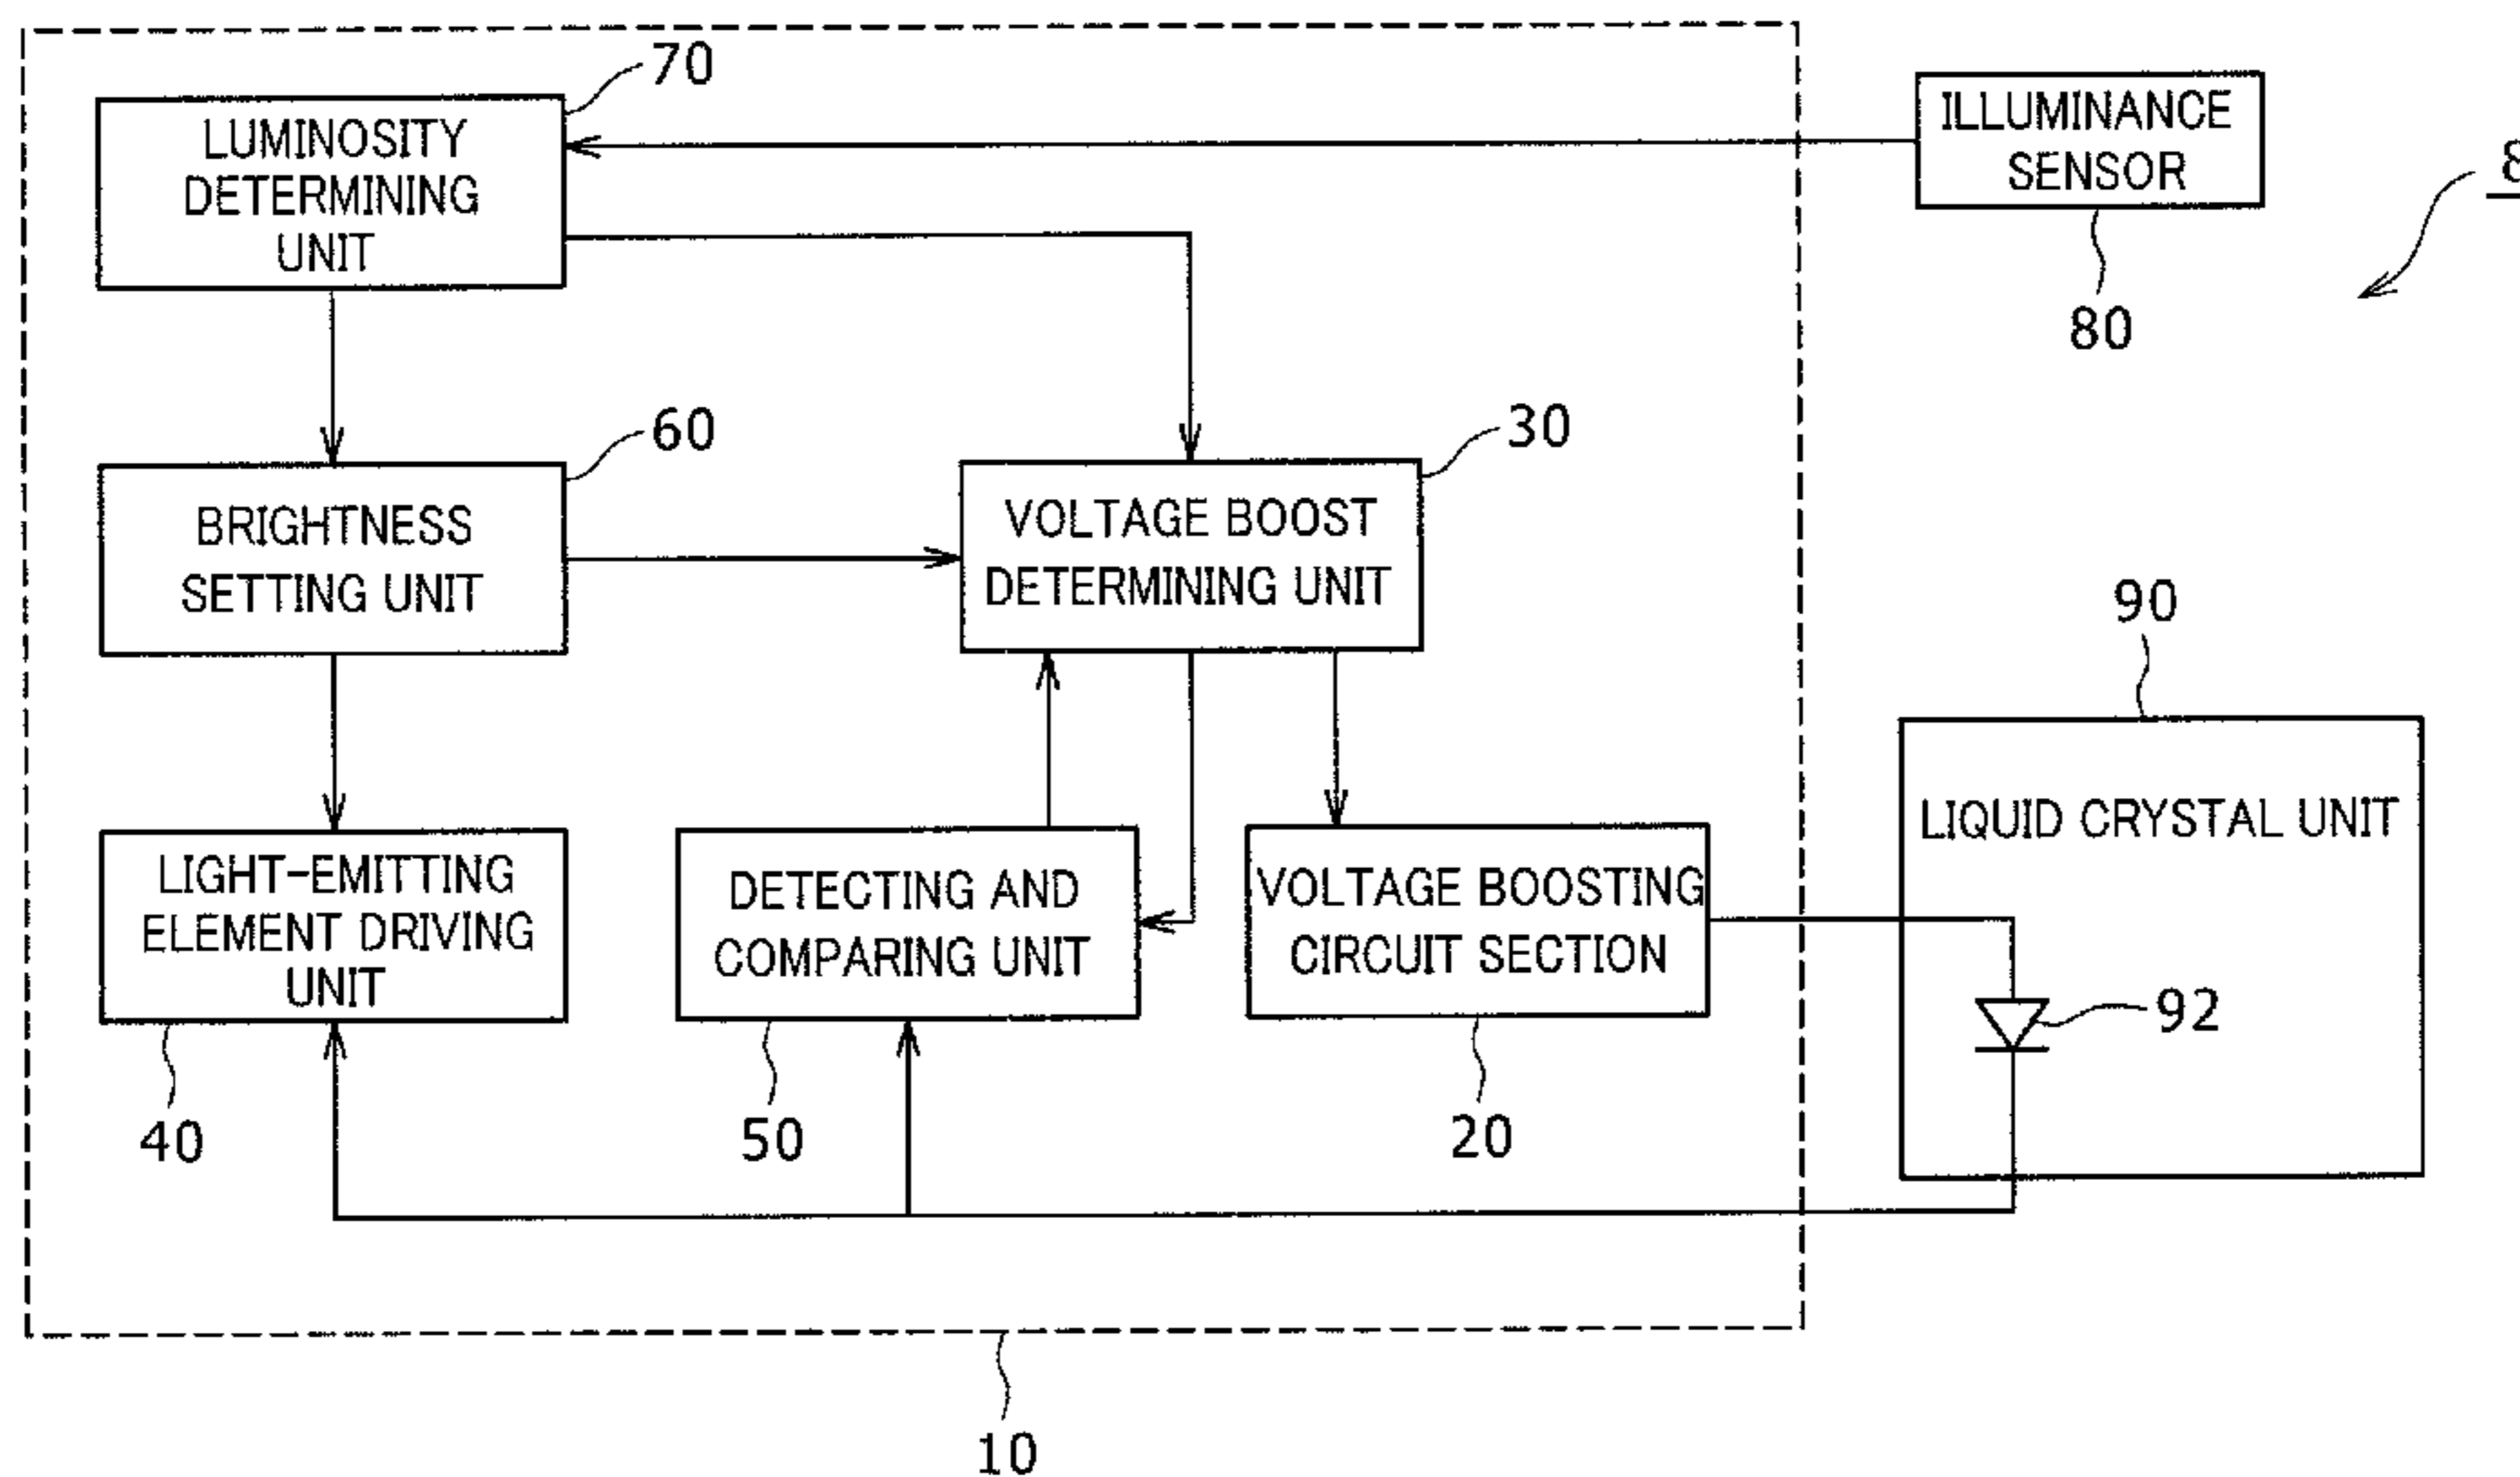 70
LUMINOSITY
DETERMINING
UNIT
ILLUMINANCE
SENSOR
80
60
BRIGHTNESS
SETTING UNIT
30
VOLTAGE BOOST
DETERMINING UNIT
90
LIQUID CRYSTAL UNIT
92
LIGHT-EMITTING
ELEMENT DRIVING
UNIT
40
DETECTING AND
COMPARING UNIT
50
VOLTAGE BOOSTING
CIRCUIT SECTION
20
10